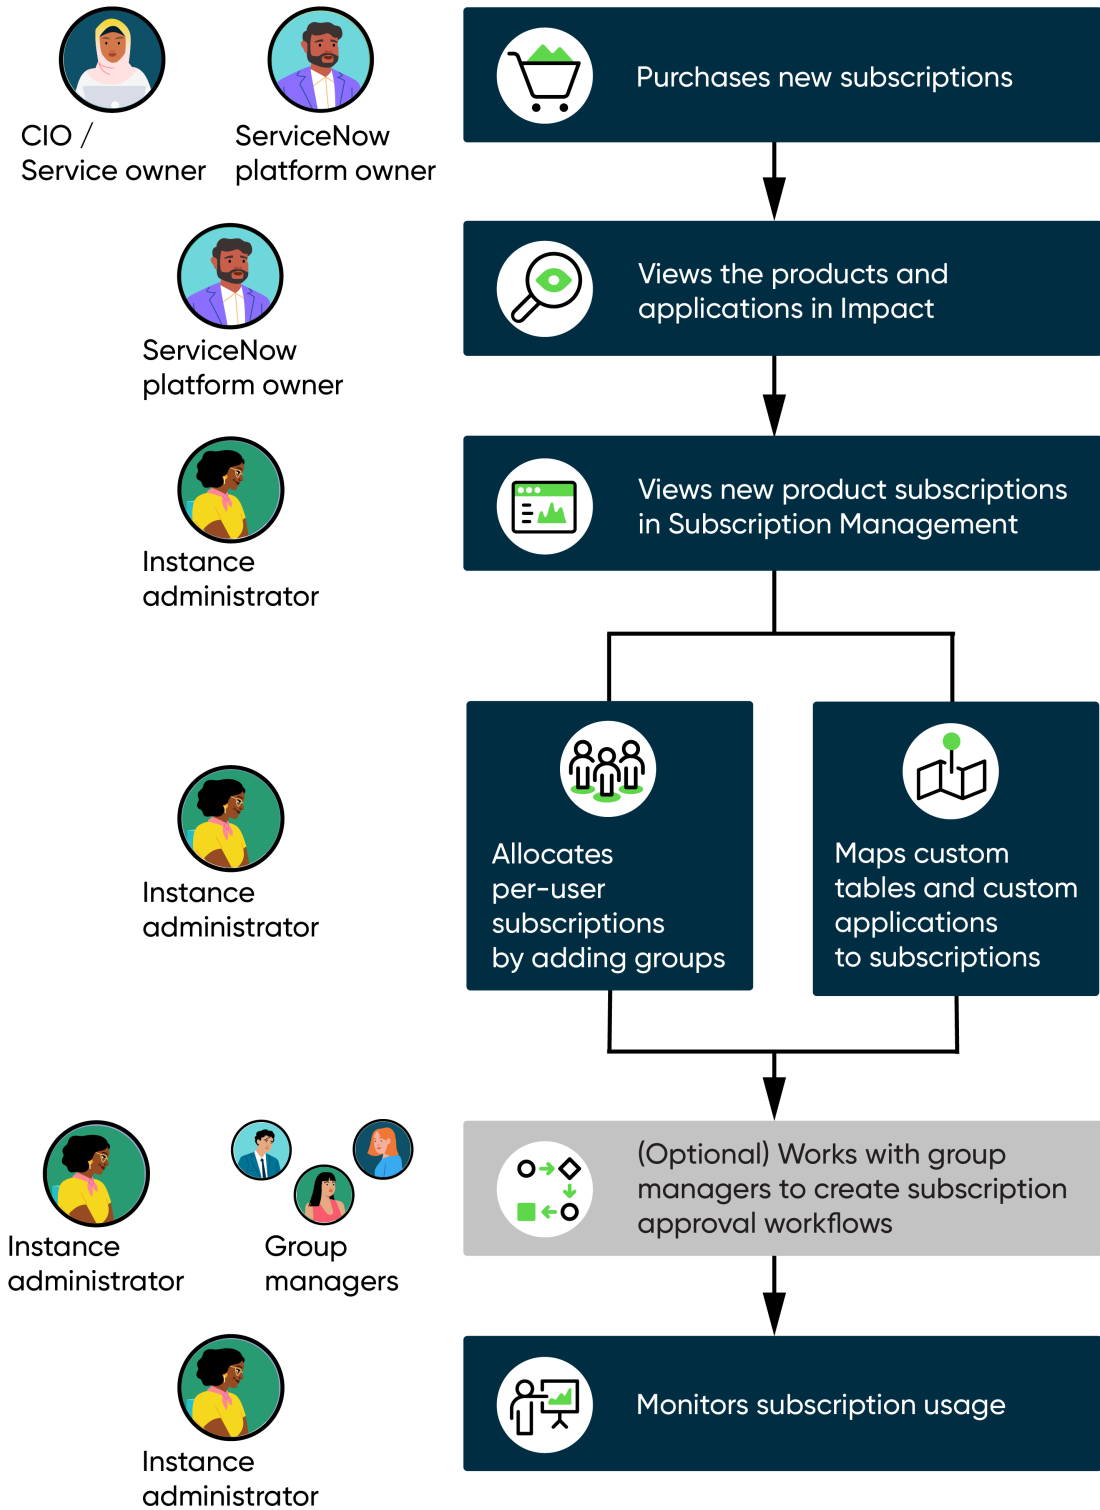 CIO /
Service owner
ServiceNow
platform owner
Purchases new subscriptions
ServiceNow
platform owner
Views the products and
applications in Impact
Instance
administrator
Views new product subscriptions
in Subscription Management
Instance
administrator
Allocates
per-user
subscriptions
by adding groups
Maps custom
tables and custom
applications
to subscriptions
Instance
administrator
Group
managers
(Optional) Works with group
managers to create subscription
approval workflows
Instance
administrator
Monitors subscription usage